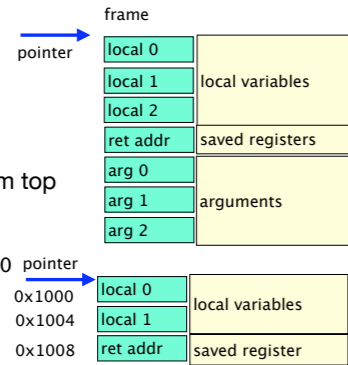 frame
pointer
local 0
local 1
local 2
local variables
ret addr
saved registers
arg 0
arg 1
arg 2
arguments
m top
0 pointer
0x1000
local 0
0x1004
local 1
local variables
0x1008
ret addr
saved register